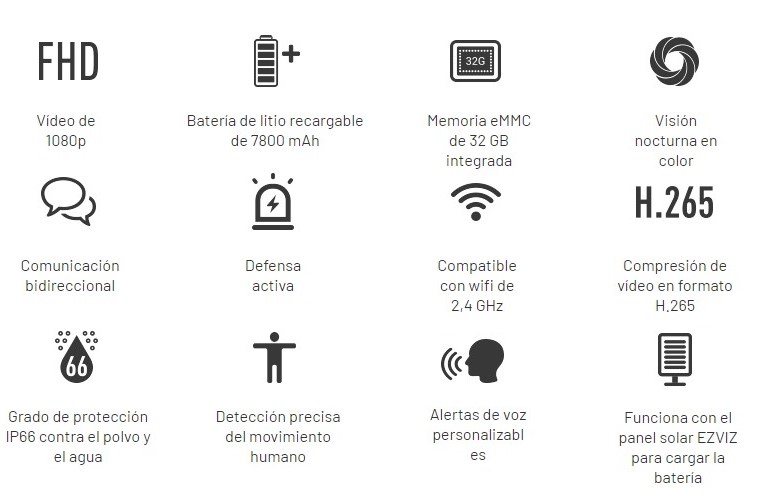 FHD
Vídeo de
1080p
Batería de litio recargable
de 7800 mAh
32G
Memoria eMMC
de 32 GB
integrada
Visión
nocturna en
color
Comunicación
bidireccional
Defensa
activa
Compatible
con wifi de
2,4 GHz
H.265
Compresión de
vídeo en formato
H.265
66
Grado de protección
IP66 contra el polvo y
el agua
Detección precisa
del movimiento
humano
Alertas de voz
personalizabl
es
Funciona con el
panel solar EZVIZ
para cargar la
batería